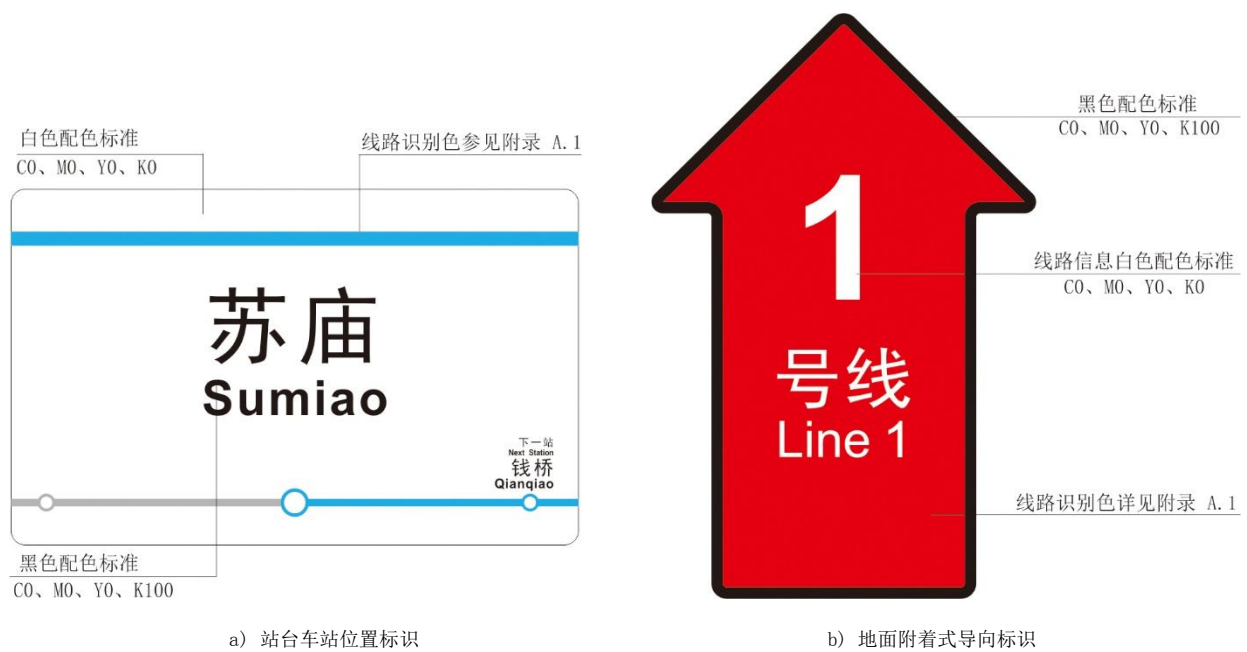 白色配色标准
C0、M0、Y0、K0
线路识别色参见附录 A.1
苏庙
Sumiao
下一站
Next Station
钱桥
Qianqiao
黑色配色标准
C0、M0、Y0、K100
a) 站台车站位置标识
黑色配色标准
C0、M0、Y0、K100
1
线路信息白色配色标准
C0、M0、Y0、K0
号线
Line 1
线路识别色详见附录 A.1
b) 地面附着式导向标识